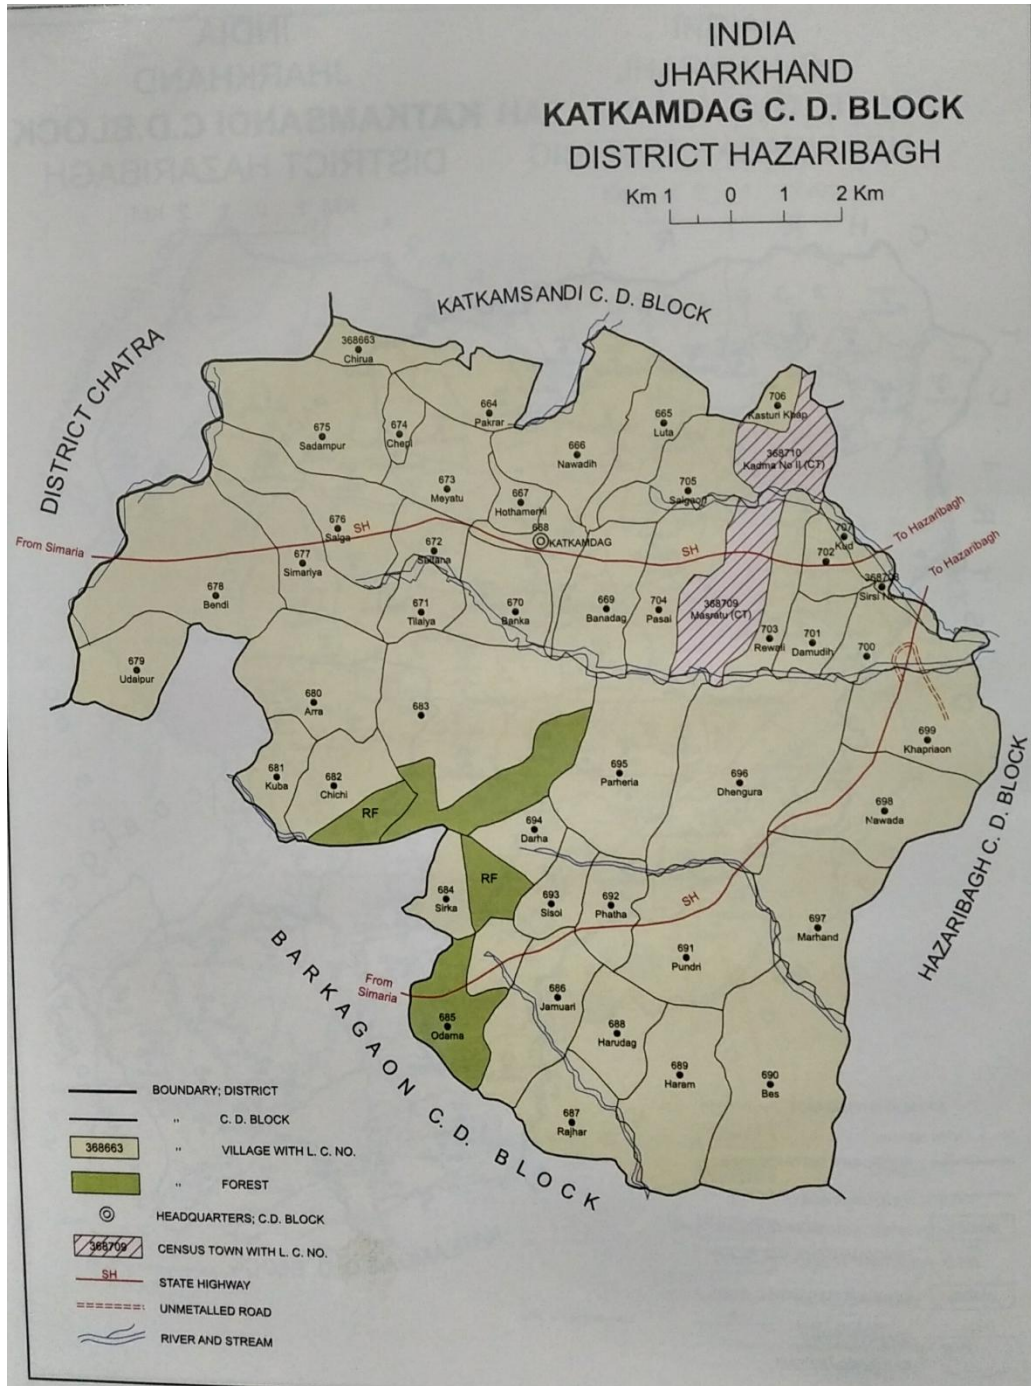 INDIA
JHARKHAND
KATKAMDAG C. D. BLOCK
DISTRICT HAZARIBAGH
Km 1 0 1 2 Km
KATKAMSANDI C. D. BLOCK
DISTRICT CHATRA
368663
Chirua
664
Pakrar
665
Luta
706
Kasturi Khap
675
Sadampur
674
Chepi
666
Nawadih
368710
Kadma No II (CT)
673
Meyatu
667
Hothamerhi
705
Salgaon
676
Salga
SH
672
Sultana
668
KATKAMDAG
SH
707
Kud
702
To Hazaribagh
To Hazaribagh
From Simaria
677
Simariya
678
Bendi
671
Tilaiya
670
Banka
669
Banadag
704
Pasai
368709
Masratu (CT)
703
Rewali
701
Damudih
700
Sirsi
679
Udalpur
680
Arra
683
699
Khapriaon
681
Kuba
682
Chichi
RF
695
Parheria
696
Dhengura
698
Nawada
694
Darha
HAZARIBAGH C. D. BLOCK
684
Sirka
RF
693
Sisoi
692
Phatha
SH
697
Marhand
691
Pundri
From
Simaria
686
Jamuari
685
Odarna
688
Harudag
689
Haram
690
Bes
687
Rajhar
BARKAGAON C. D. BLOCK
BOUNDARY; DISTRICT
" C. D. BLOCK
368663 " VILLAGE WITH L. C. NO.
" FOREST
HEADQUARTERS; C.D. BLOCK
368709 CENSUS TOWN WITH L. C. NO.
SH STATE HIGHWAY
UNMETALLED ROAD
RIVER AND STREAM